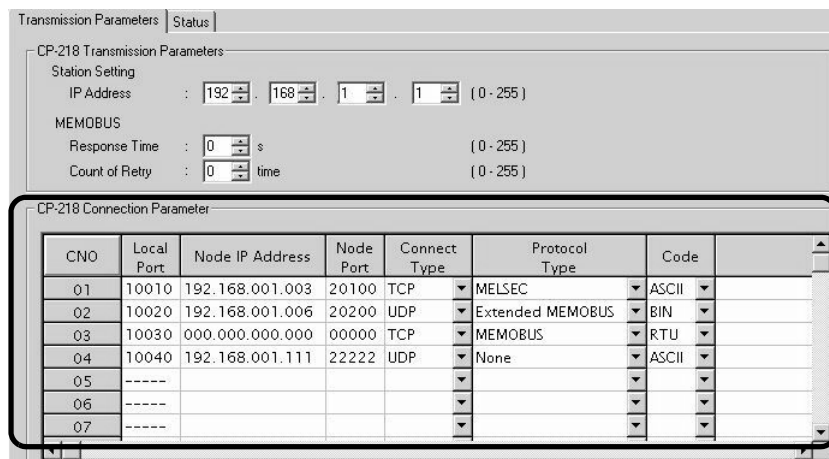 Transmission Parameters Status
CP-218 Transmission Parameters
Station Setting
IP Address : 192 . 168 . 1 . 1 ( 0 - 255 )
MEMOBUS
Response Time : 0 s ( 0 - 255 )
Count of Retry : 0 time ( 0 - 255 )
CP-218 Connection Parameter
CNO Local Port Node IP Address Node Port Connect Type Protocol Type Code
01 10010 192.168.001.003 20100 TCP MELSEC ASCII
02 10020 192.168.001.006 20200 UDP Extended MEMOBUS BIN
03 10030 000.000.000.000 00000 TCP MEMOBUS RTU
04 10040 192.168.001.111 22222 UDP None ASCII
05 -----
06 -----
07 -----